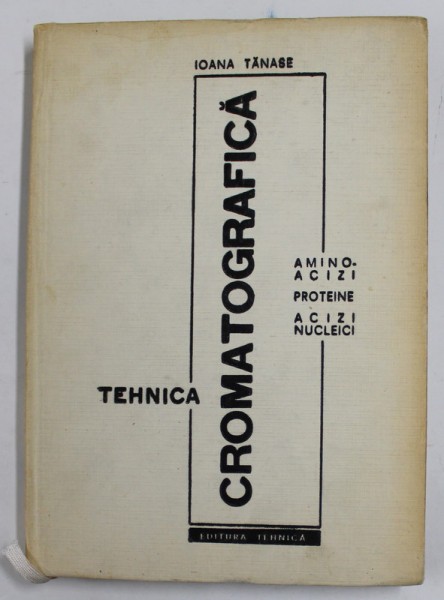 IOANA TĂNASE
TEHNICA
CROMATOGRAFICĂ
AMINO-
ACIZI
PROTEINE
ACIZI
NUCLEICI
EDITURA TEHNICĂ